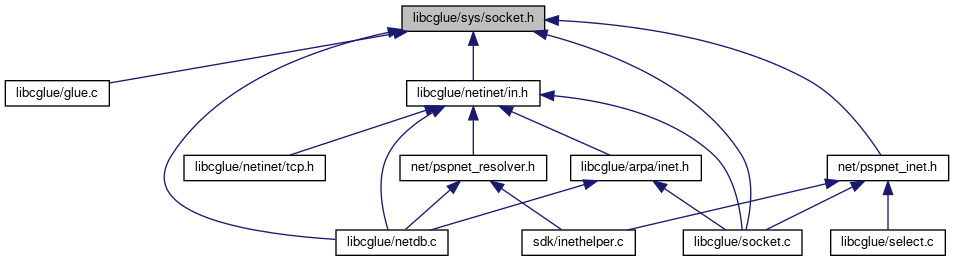 libcglue/sys/socket.h
libcglue/glue.c
libcglue/netinet/in.h
libcglue/netinet/tcp.h
net/pspnet_resolver.h
libcglue/arpa/inet.h
net/pspnet_inet.h
libcglue/netdb.c
sdk/inethelper.c
libcglue/socket.c
libcglue/select.c